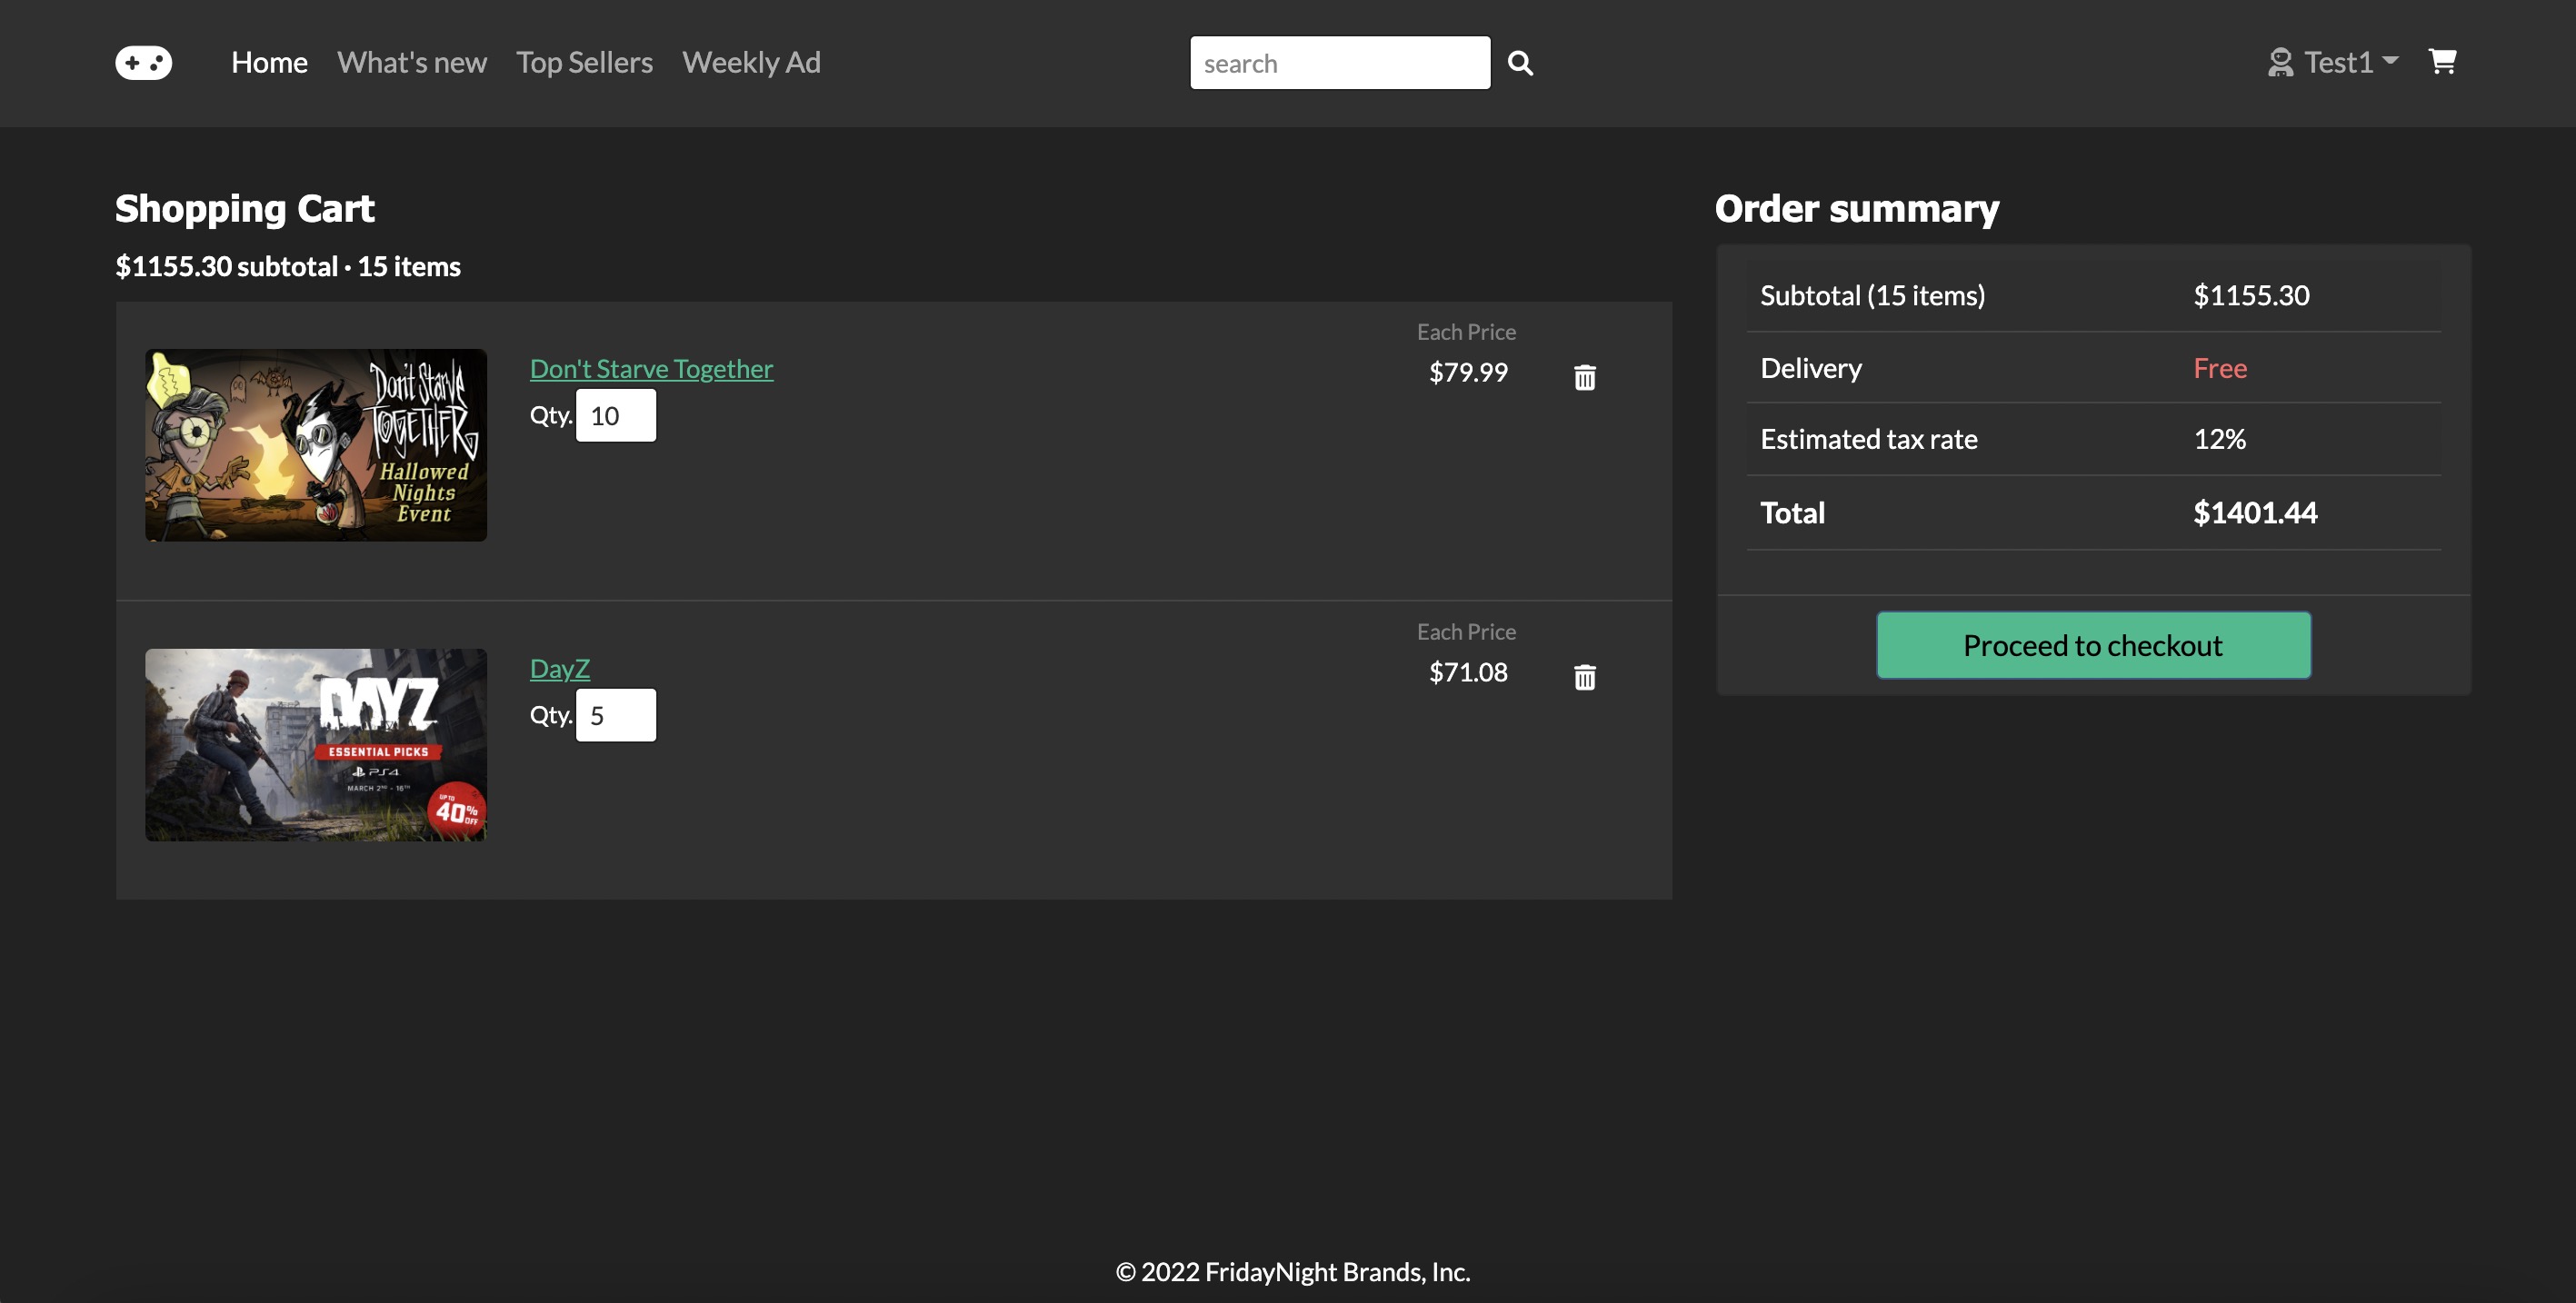 Home What's new Top Sellers Weekly Ad search Test1
Shopping Cart
$1155.30 subtotal · 15 items
Don't Starve
TOGETHER
Hallowed
Nights
Event
Don't Starve Together
Qty. 10
Each Price
$79.99
DAYZ
ESSENTIAL PICKS
PS4
MARCH 2ND - 16TH
UP TO
40%
OFF
DayZ
Qty. 5
Each Price
$71.08
Order summary
Subtotal (15 items) $1155.30
Delivery Free
Estimated tax rate 12%
Total $1401.44
Proceed to checkout
© 2022 FridayNight Brands, Inc.